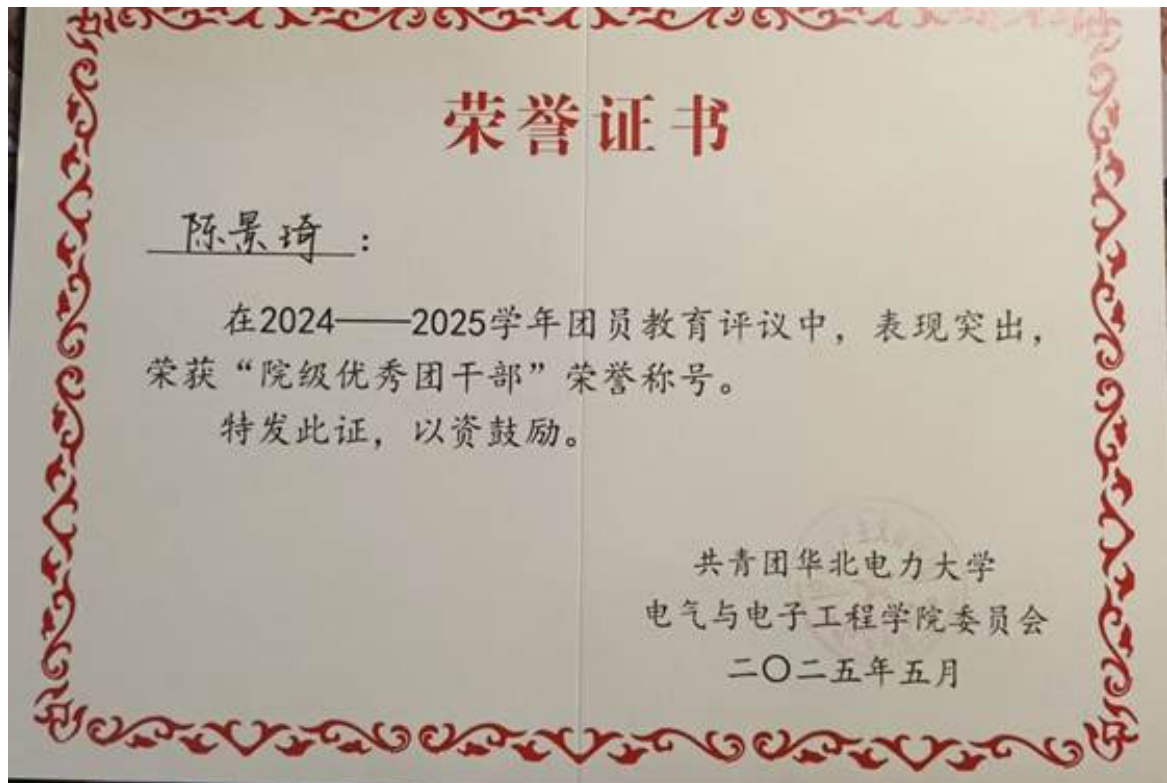 荣誉证书
陈景琦：
在2024——2025学年团员教育评议中，表现突出，
荣获“院级优秀团干部”荣誉称号。
特发此证，以资鼓励。
共青团华北电力大学
电气与电子工程学院委员会
二〇二五年五月